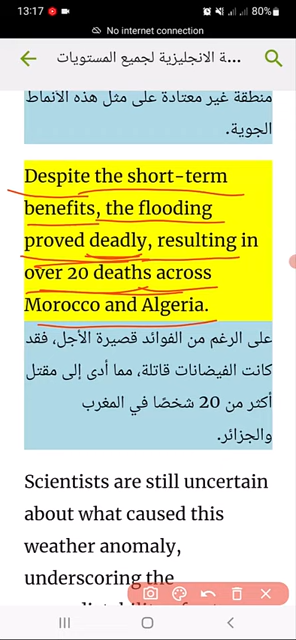 13:17
80%
No internet connection
ة الانجليزية لجميع المستويات...
منطقة غير معتادة على مثل هذه الأنماط
الجوية.
Despite the short-term
benefits, the flooding
proved deadly, resulting in
over 20 deaths across
Morocco and Algeria.
على الرغم من الفوائد قصيرة الأجل، فقد
كانت الفيضانات قاتلة، مما أدى إلى مقتل
أكثر من 20 شخصًا في المغرب
والجزائر.
Scientists are still uncertain
about what caused this
weather anomaly,
underscoring the